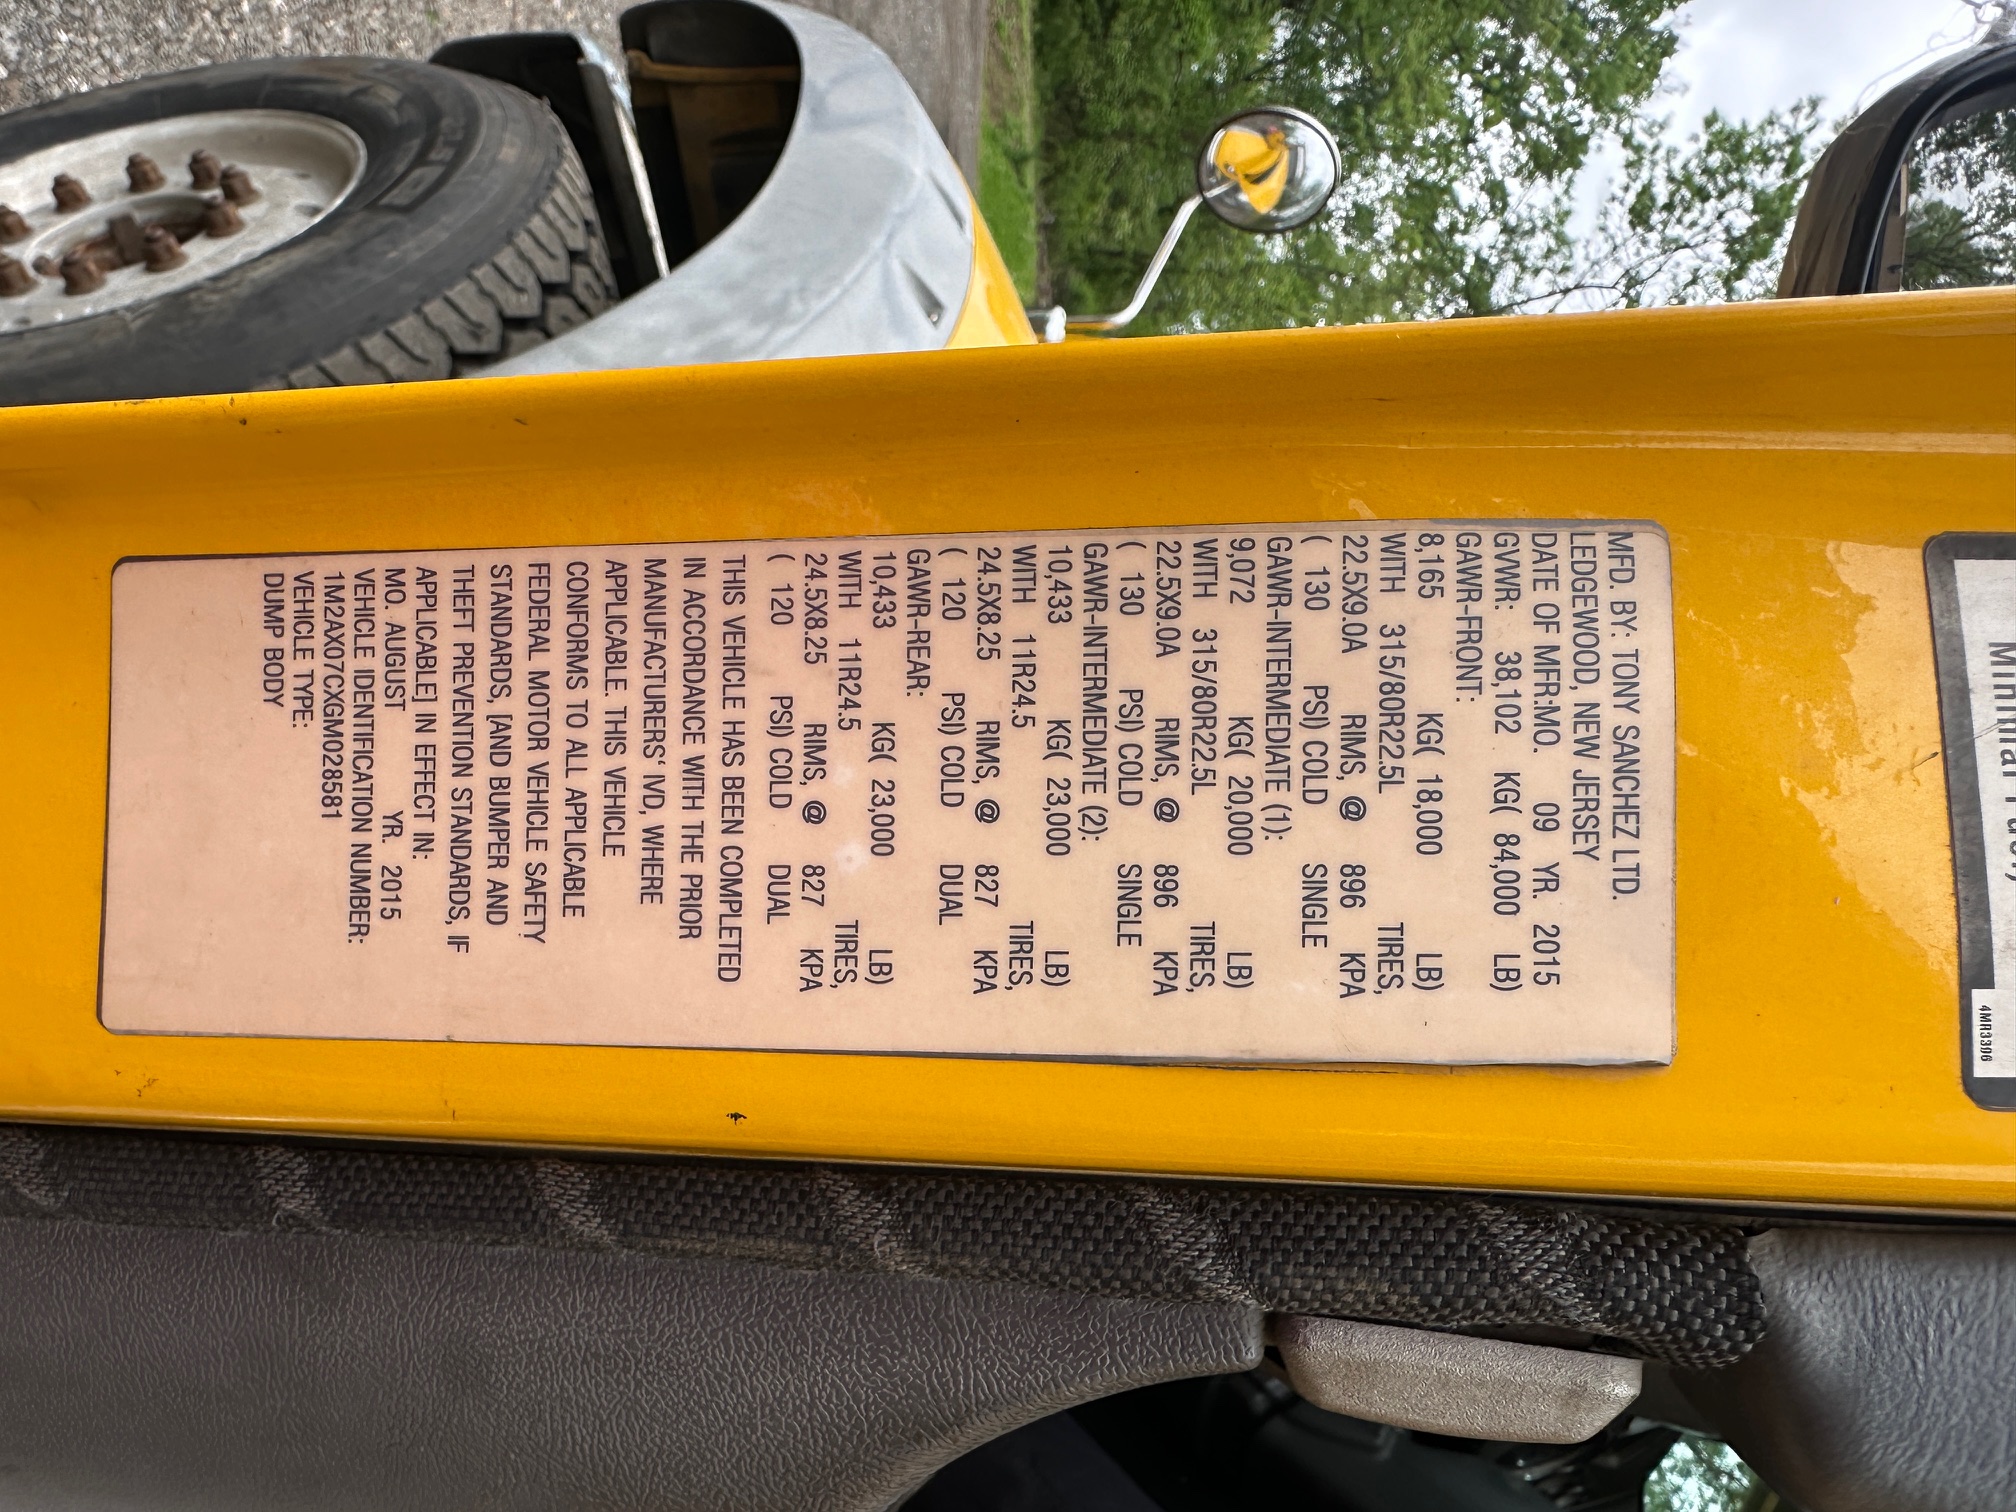 MFD. BY: TONY SANCHEZ LTD.
LEDGEWOOD, NEW JERSEY
DATE OF MFR:MO. 09 YR. 2015
GVWR: 38,102 KG( 84,000 LB)
GAWR-FRONT:
8,165 KG( 18,000 LB)
WITH 315/80R22.5L TIRES,
22.5X9.0A RIMS, @ 896 KPA
( 130 PSI) COLD SINGLE
GAWR-INTERMEDIATE (1):
9,072 KG( 20,000 LB)
WITH 315/80R22.5L TIRES,
22.5X9.0A RIMS, @ 896 KPA
( 130 PSI) COLD SINGLE
GAWR-INTERMEDIATE (2):
10,433 KG( 23,000 LB)
WITH 11R24.5 TIRES,
24.5X8.25 RIMS, @ 827 KPA
( 120 PSI) COLD DUAL
GAWR-REAR:
10,433 KG( 23,000 LB)
WITH 11R24.5 TIRES,
24.5X8.25 RIMS, @ 827 KPA
( 120 PSI) COLD DUAL
THIS VEHICLE HAS BEEN COMPLETED
IN ACCORDANCE WITH THE PRIOR
MANUFACTURERS' IVD, WHERE
APPLICABLE. THIS VEHICLE
CONFORMS TO ALL APPLICABLE
FEDERAL MOTOR VEHICLE SAFETY
STANDARDS, [AND BUMPER AND
THEFT PREVENTION STANDARDS, IF
APPLICABLE] IN EFFECT IN:
MO. AUGUST YR. 2015
VEHICLE IDENTIFICATION NUMBER:
1M2AX07CXGM028581
VEHICLE TYPE:
DUMP BODY
4MR3306